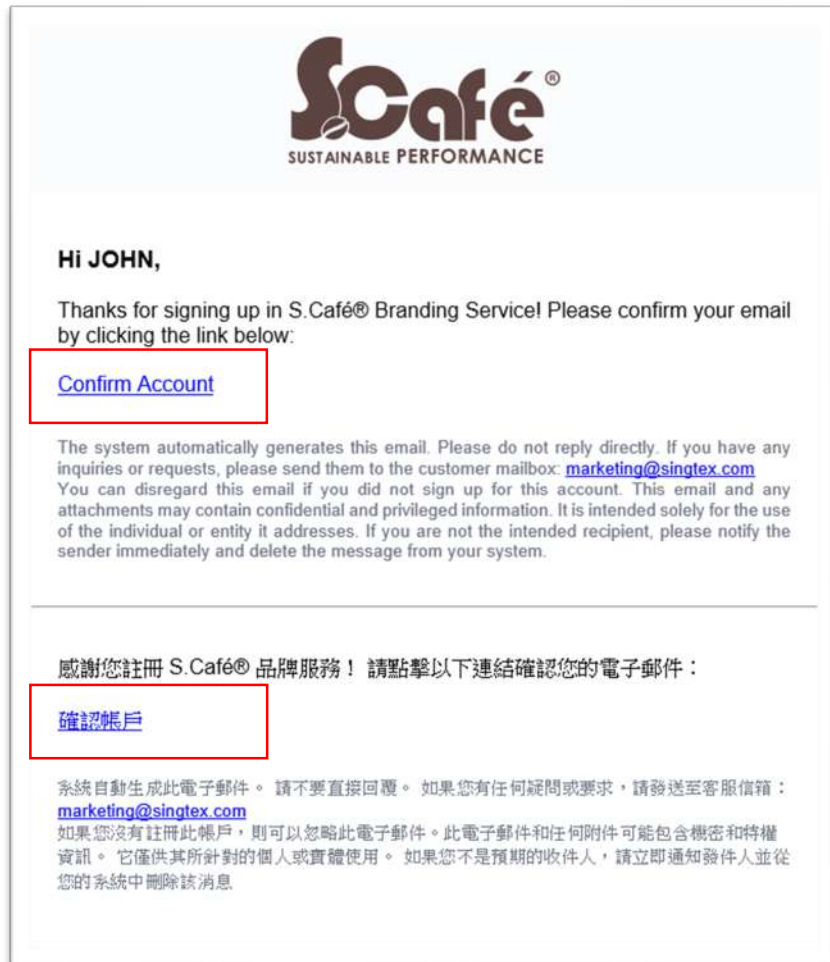 S.Café®
SUSTAINABLE PERFORMANCE
Hi JOHN,
Thanks for signing up in S.Café® Branding Service! Please confirm your email
by clicking the link below:
Confirm Account
The system automatically generates this email. Please do not reply directly. If you have any
inquiries or requests, please send them to the customer mailbox: marketing@singtex.com
You can disregard this email if you did not sign up for this account. This email and any
attachments may contain confidential and privileged information. It is intended solely for the use
of the individual or entity it addresses. If you are not the intended recipient, please notify the
sender immediately and delete the message from your system.
感謝您註冊 S.Café® 品牌服務！ 請點擊以下連結確認您的電子郵件：
確認帳戶
系統自動生成此電子郵件。 請不要直接回覆。 如果您有任何疑問或要求，請發送至客服信箱：
marketing@singtex.com
如果您沒有註冊此帳戶，則可以忽略此電子郵件。此電子郵件和任何附件可能包含機密和特權
資訊。 它僅供其所針對的個人或實體使用。 如果您不是預期的收件人，請立即通知發件人並從
您的系統中刪除該消息